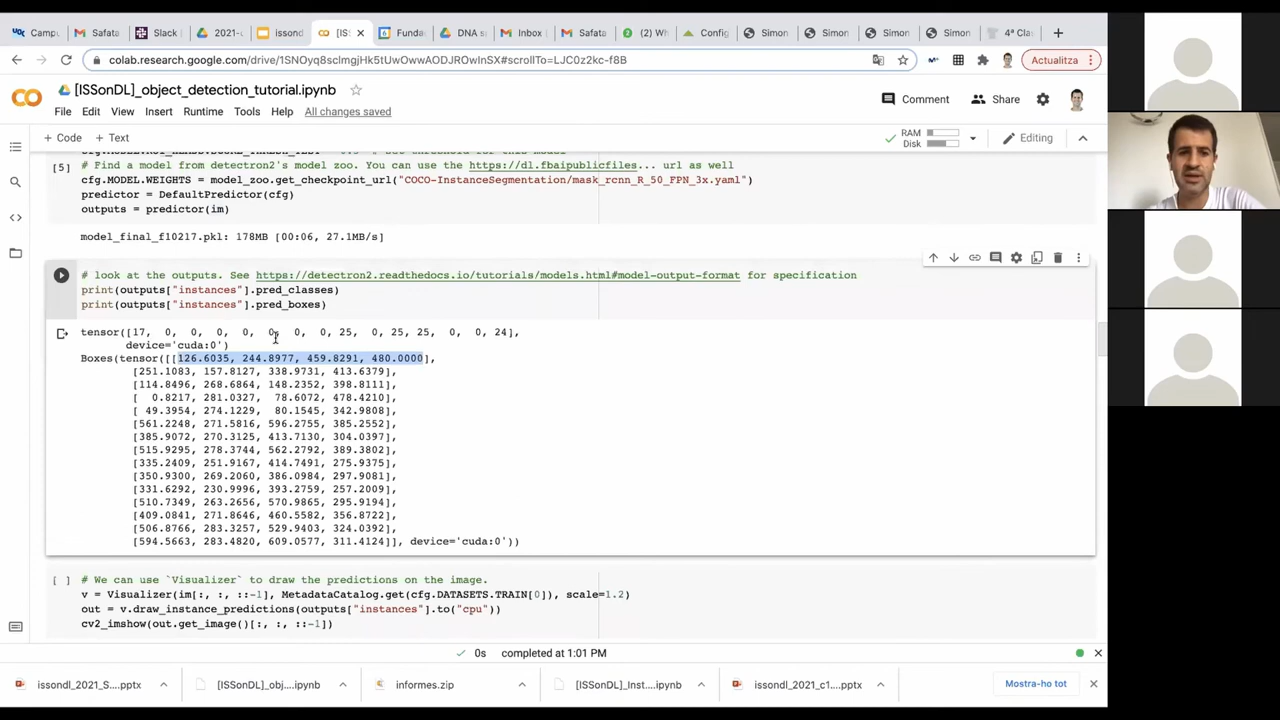 Campu
Safata
Slack
2021-(
issond
[IS
Funda
DNA s
Inbox
Safata
(2) Wh
Config
Simon
Simon
Simon
Simon
4ª Cla
colab.research.google.com/drive/1SNOyq8sclmgjHk5tUwOwwAODJROwInSX#scrollTo=LJC0z2kc-f8B
Actualitza
[ISSonDL]_object_detection_tutorial.ipynb
Comment
Share
File Edit View Insert Runtime Tools Help All changes saved
+ Code + Text
RAM
Disk
Editing
[5] # Find a model from detectron2's model zoo. You can use the https://dl.fbaipublicfiles... url as well
cfg.MODEL.WEIGHTS = model_zoo.get_checkpoint_url("COCO-InstanceSegmentation/mask_rcnn_R_50_FPN_3x.yaml")
predictor = DefaultPredictor(cfg)
outputs = predictor(im)
model_final_f10217.pkl: 178MB [00:06, 27.1MB/s]
# look at the outputs. See https://detectron2.readthedocs.io/tutorials/models.html#model-output-format for specification
print(outputs["instances"].pred_classes)
print(outputs["instances"].pred_boxes)
tensor([17, 0, 0, 0, 0, 0, 0, 0, 25, 0, 25, 25, 0, 0, 24],
device='cuda:0')
Boxes(tensor([[126.6035, 244.8977, 459.8291, 480.0000],
[251.1083, 157.8127, 338.9731, 413.6379],
[114.8496, 268.6864, 148.2352, 398.8111],
[ 0.8217, 281.0327, 78.6072, 478.4210],
[ 49.3954, 274.1229, 80.1545, 342.9808],
[561.2248, 271.5816, 596.2755, 385.2552],
[385.9072, 270.3125, 413.7130, 304.0397],
[515.9295, 278.3744, 562.2792, 389.3802],
[335.2409, 251.9167, 414.7491, 275.9375],
[350.9300, 269.2060, 386.0984, 297.9081],
[331.6292, 230.9996, 393.2759, 257.2009],
[510.7349, 263.2656, 570.9865, 295.9194],
[409.0841, 271.8646, 460.5582, 356.8722],
[506.8766, 283.3257, 529.9403, 324.0392],
[594.5663, 283.4820, 609.0577, 311.4124]], device='cuda:0'))
[ ] # We can use `Visualizer` to draw the predictions on the image.
v = Visualizer(im[:, :, ::-1], MetadataCatalog.get(cfg.DATASETS.TRAIN[0]), scale=1.2)
out = v.draw_instance_predictions(outputs["instances"].to("cpu"))
cv2_imshow(out.get_image()[:, :, ::-1])
0s completed at 1:01 PM
issondl_2021_S....pptx
[ISSonDL]_obj....ipynb
informes.zip
[ISSonDL]_Inst....ipynb
issondl_2021_c1....pptx
Mostra-ho tot